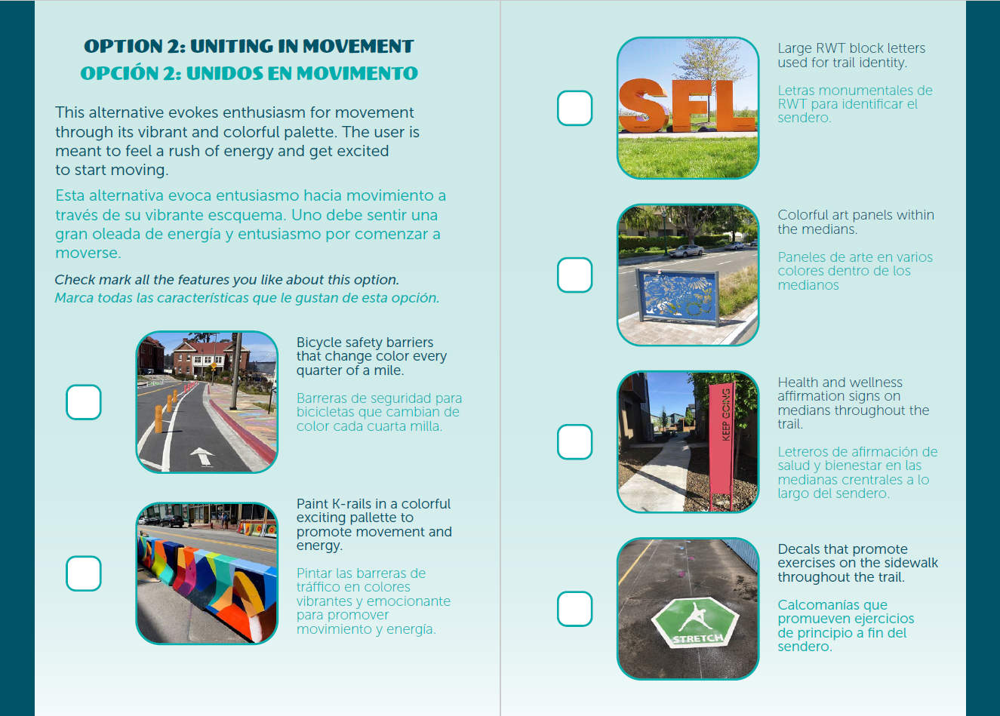 OPTION 2: UNITING IN MOVEMENT
OPCIÓN 2: UNIDOS EN MOVIMENTO
This alternative evokes enthusiasm for movement
through its vibrant and colorful palette. The user is
meant to feel a rush of energy and get excited
to start moving.
Esta alternativa evoca entusiasmo hacia movimiento a
través de su vibrante escquema. Uno debe sentir una
gran oleada de energía y entusiasmo por comenzar a
moverse.
Check mark all the features you like about this option.
Marca todas las características que le gustan de esta opción.
Bicycle safety barriers
that change color every
quarter of a mile.
Barreras de seguridad para
bicicletas que cambian de
color cada cuarta milla.
Paint K-rails in a colorful
exciting pallette to
promote movement and
energy.
Pintar las barreras de
tráffico en colores
vibrantes y emocionante
para promover
movimiento y energía.
SFL
Large RWT block letters
used for trail identity.
Letras monumentales de
RWT para identificar el
sendero.
Colorful art panels within
the medians.
Paneles de arte en varios
colores dentro de los
medianos
KEEP GOING
Health and wellness
affirmation signs on
medians throughout the
trail.
Letreros de afirmación de
salud y bienestar en las
medianas crentrales a lo
largo del sendero.
STRETCH
Decals that promote
exercises on the sidewalk
throughout the trail.
Calcomanías que
promueven ejercicios
de principio a fin del
sendero.